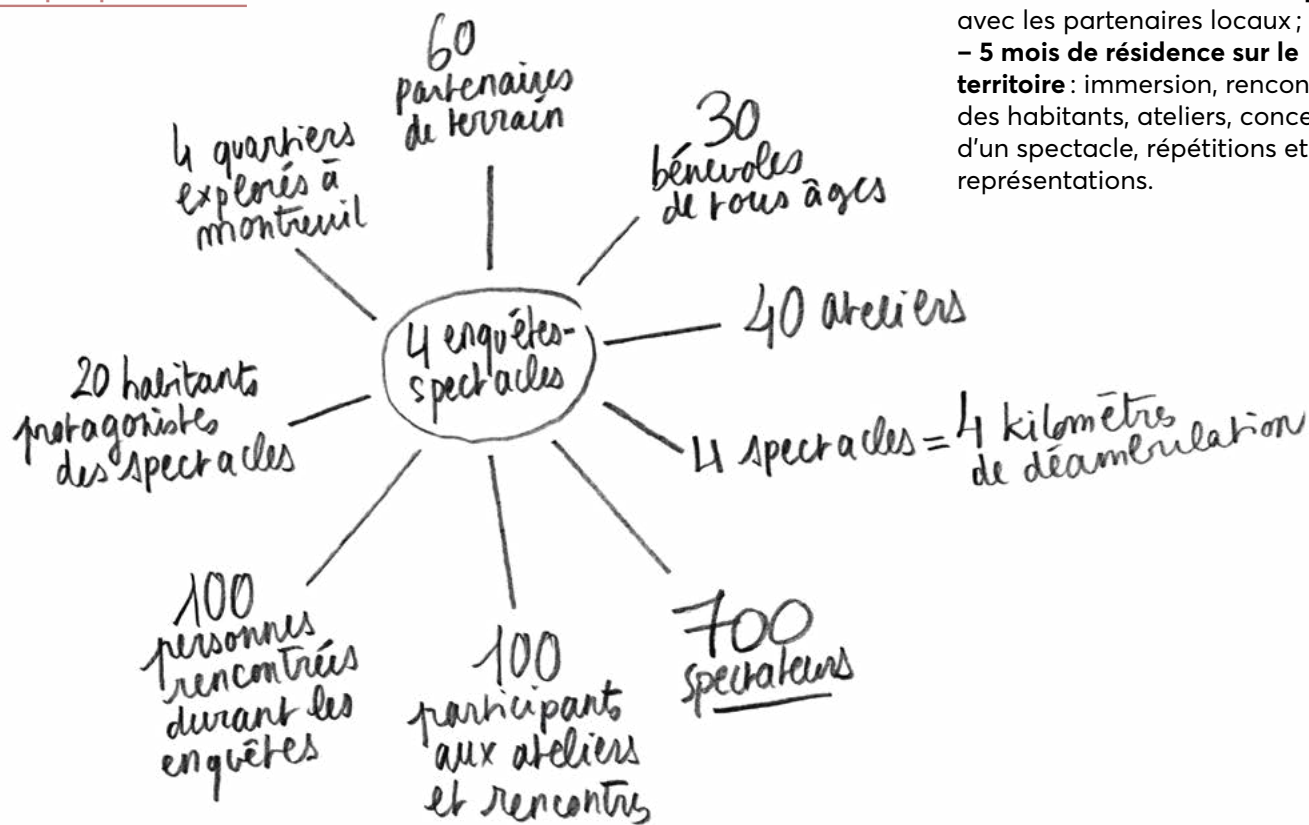 60
partenaires
de terrain
4 quartiers
explorés à
montreuil
30
bénévoles
de tous âges
avec les partenaires locaux ;
– 5 mois de résidence sur le
territoire : immersion, rencon
des habitants, ateliers, conce
d'un spectacle, répétitions et
représentations.
4 enquêtes-
spectacles
40 ateliers
20 habitants
protagonistes
des spectacles
4 spectacles = 4 kilomètres
de déambulation
100
personnes
rencontrées
durant les
enquêtes
100
participants
aux ateliers
et rencontres
700
spectateurs